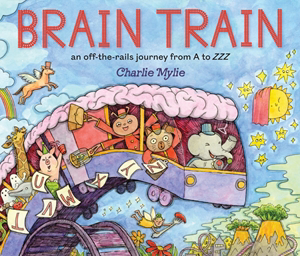 BRAIN TRAIN
an off-the-rails journey from A to ZZZ
Charlie Mylie